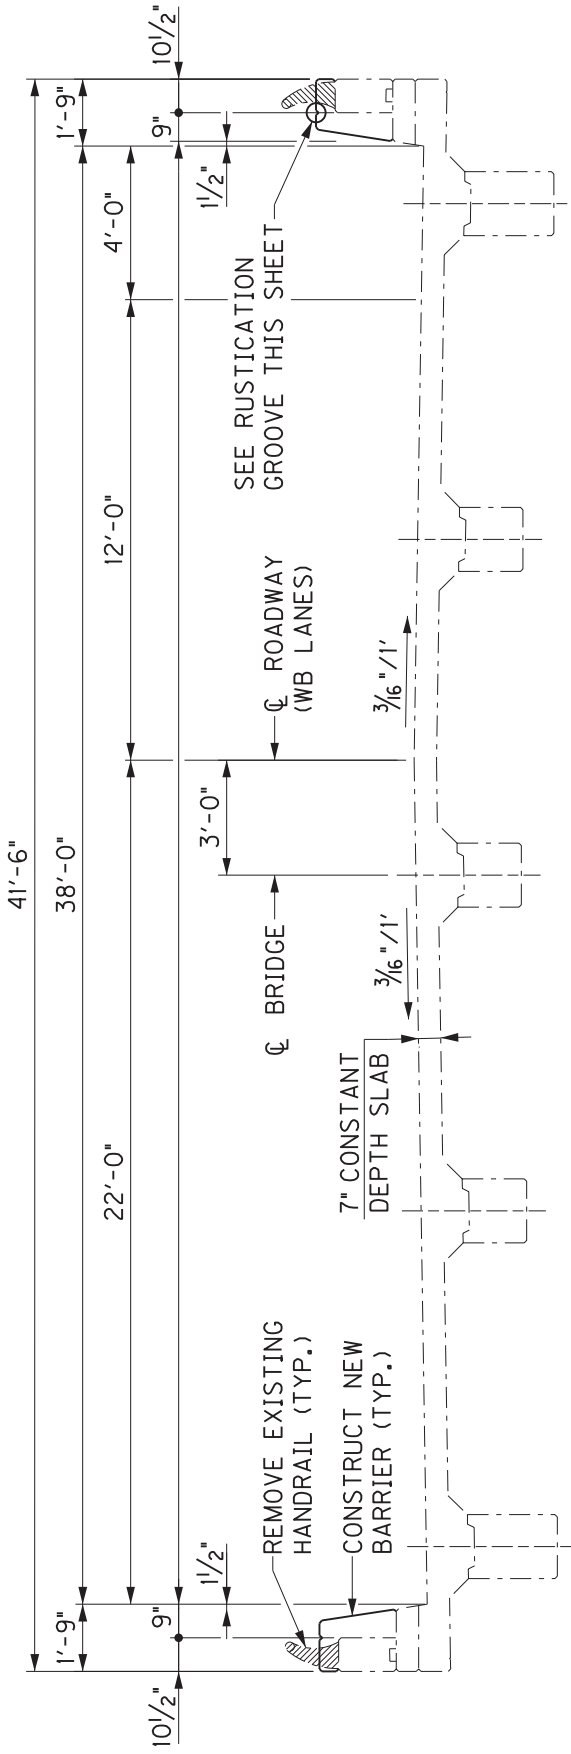 41'-6"
1'-9"
38'-0"
1'-9"
22'-0"
12'-0"
4'-0"
10½"
9"
9"
10½"
1½"
3'-0"
1½"
REMOVE EXISTING
HANDRAIL (TYP.)
CONSTRUCT NEW
BARRIER (TYP.)
℄ BRIDGE
℄ ROADWAY
(WB LANES)
SEE RUSTICATION
GROOVE THIS SHEET
7" CONSTANT
DEPTH SLAB
3/16"/1'
3/16"/1'